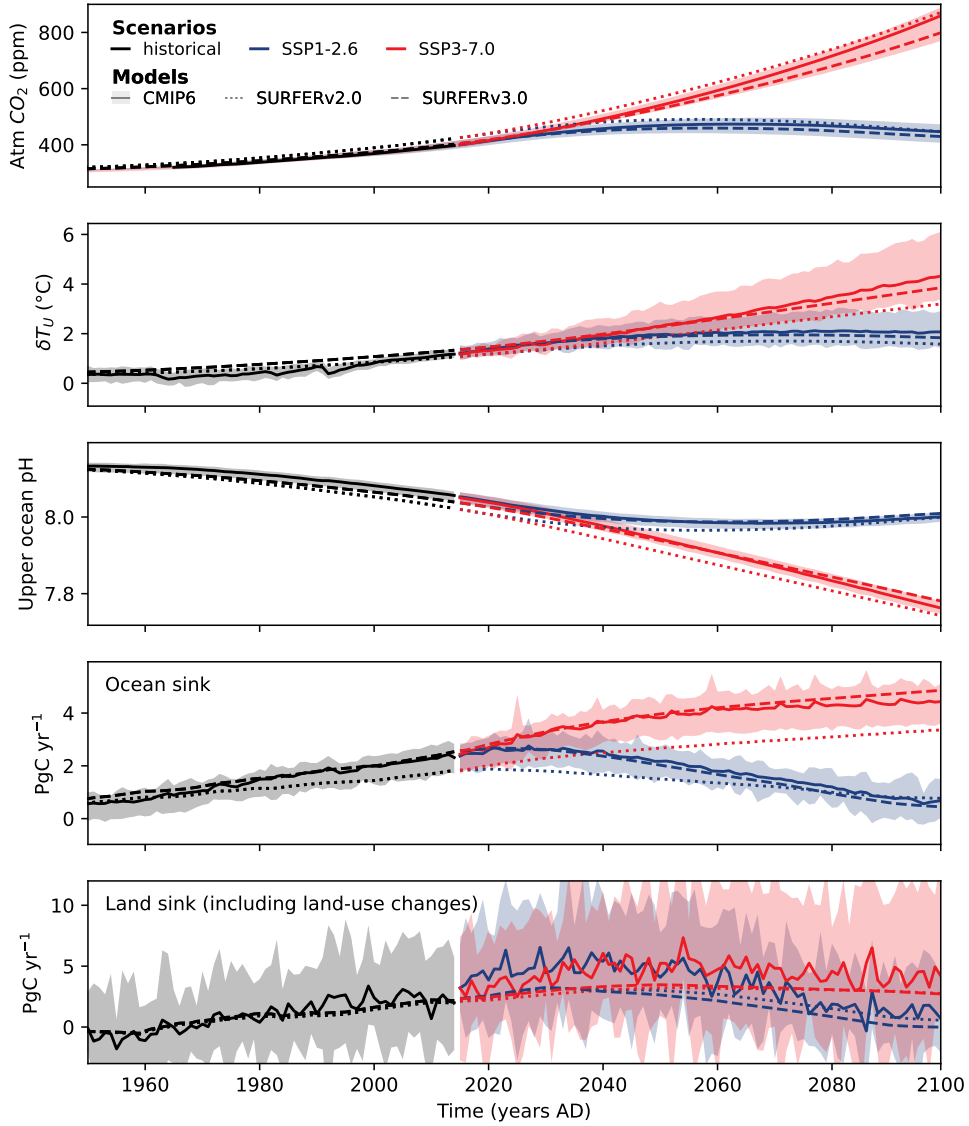 Scenarios
historical SSP1-2.6 SSP3-7.0
Models
CMIP6 SURFERv2.0 SURFERv3.0
Atm CO2 (ppm)
800
600
400
δTU (°C)
6
4
2
0
Upper ocean pH
8.0
7.8
Ocean sink
PgC yr−1
4
2
0
Land sink (including land-use changes)
PgC yr−1
10
5
0
1960 1980 2000 2020 2040 2060 2080 2100
Time (years AD)